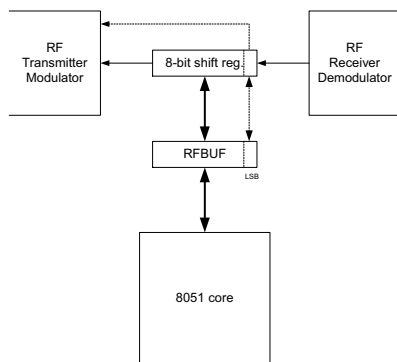 RF
Transmitter
Modulator
8-bit shift reg.
RF
Receiver
Demodulator
RFBUF
LSB
8051 core